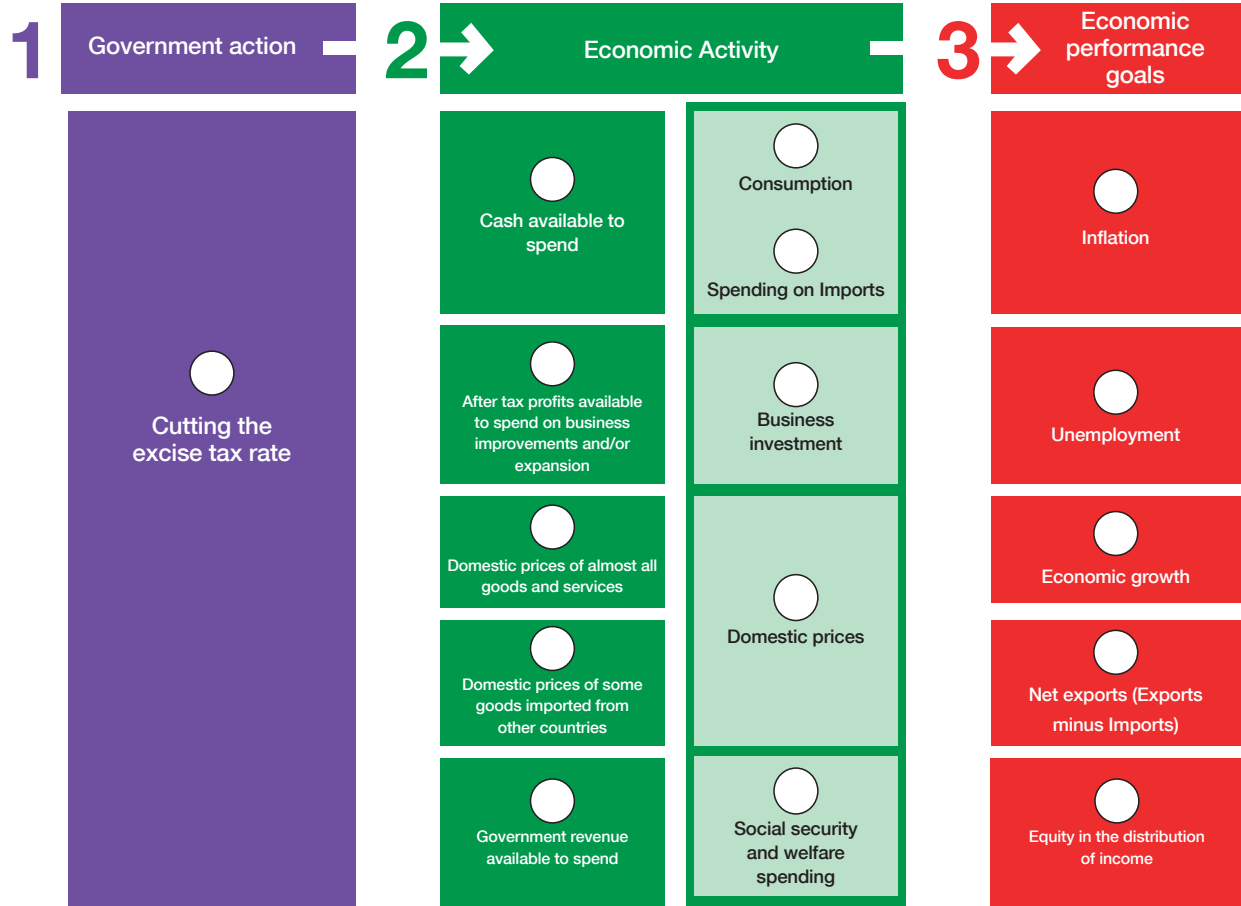 1
Government action
2
Economic Activity
3
Economic
performance
goals
Cutting the
excise tax rate
Cash available to
spend
Consumption
Spending on Imports
Inflation
After tax profits available
to spend on business
improvements and/or
expansion
Business
investment
Unemployment
Domestic prices of almost all
goods and services
Domestic prices
Economic growth
Domestic prices of some
goods imported from
other countries
Net exports (Exports
minus Imports)
Government revenue
available to spend
Social security
and welfare
spending
Equity in the distribution
of income